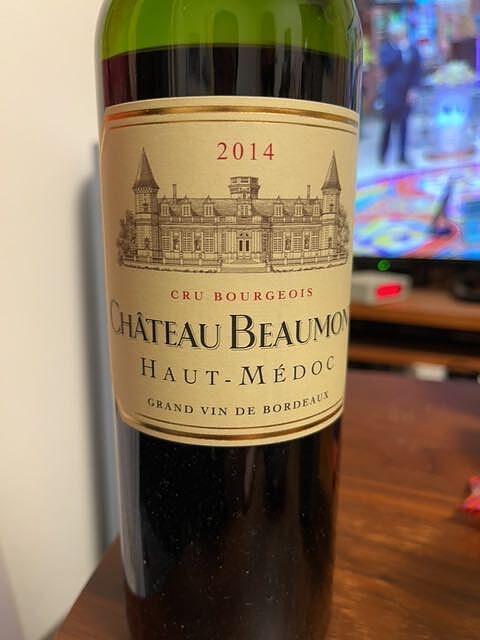 2014
CRU BOURGEOIS
CHÂTEAU BEAUMON
HAUT-MÉDOC
GRAND VIN DE BORDEAUX